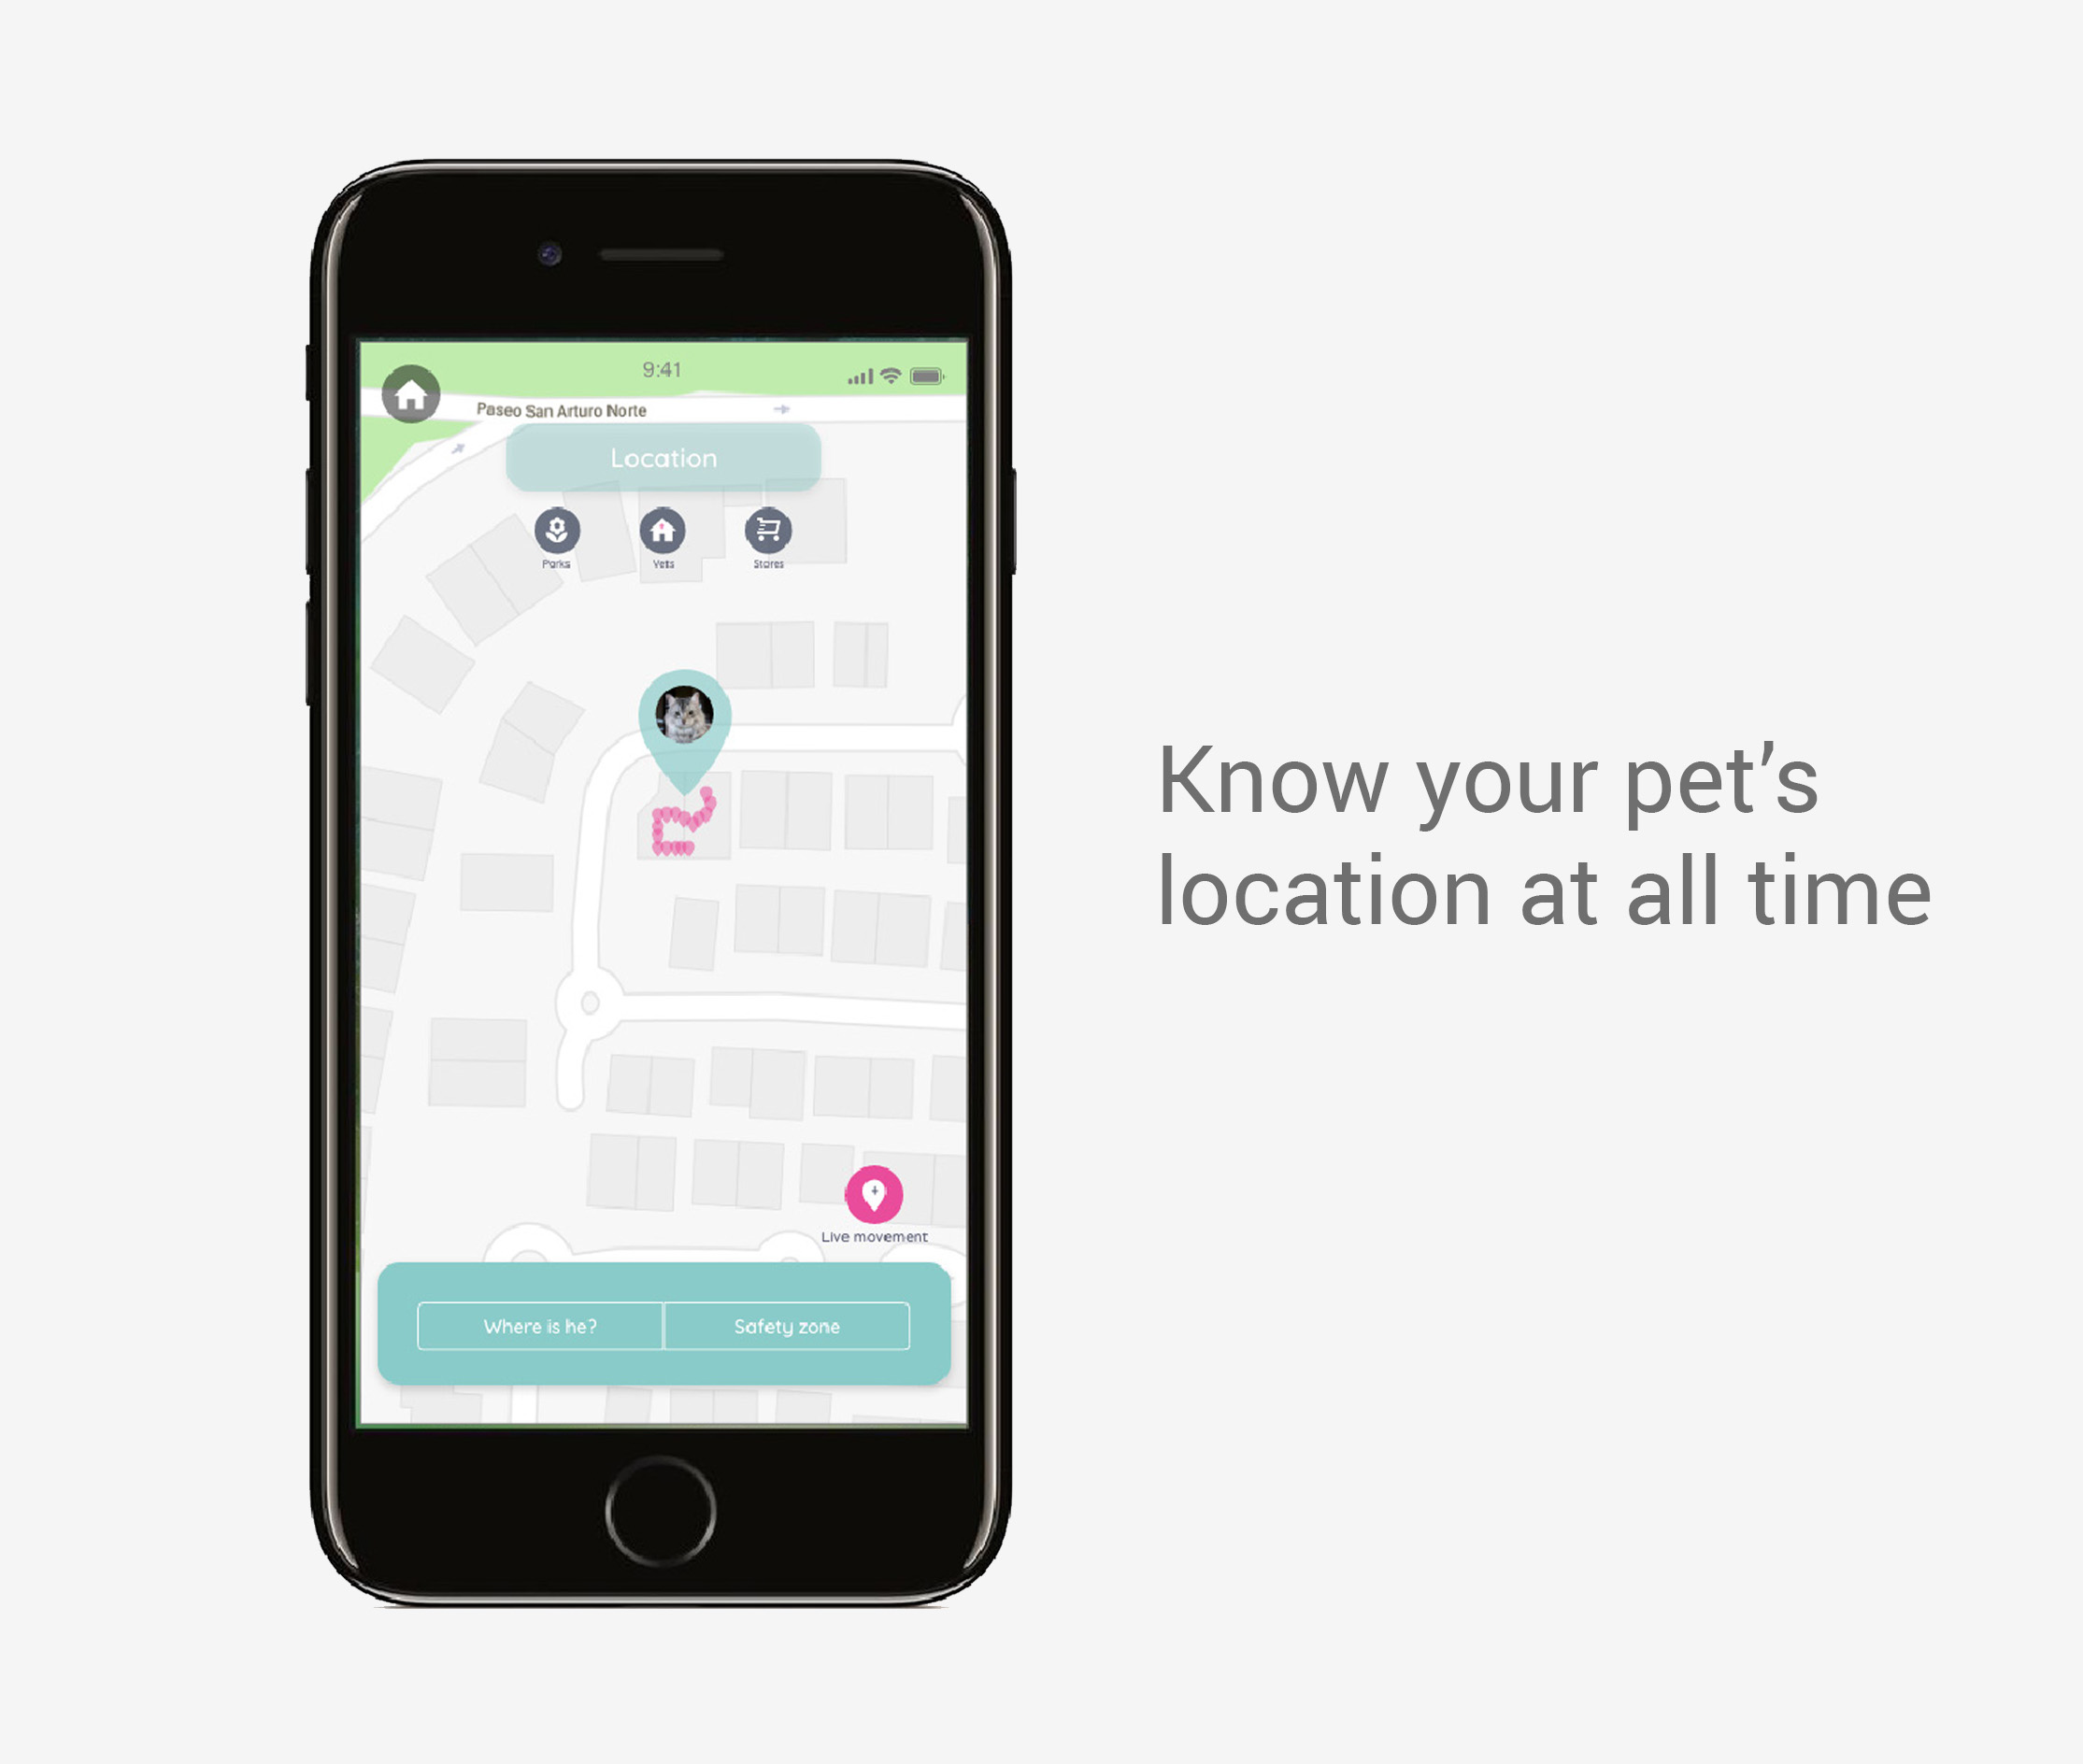 9:41
Paseo San Arturo Norte
Location
Parks Vets Stores
Know your pet’s
location at all time
Live movement
Where is he? Safety zone